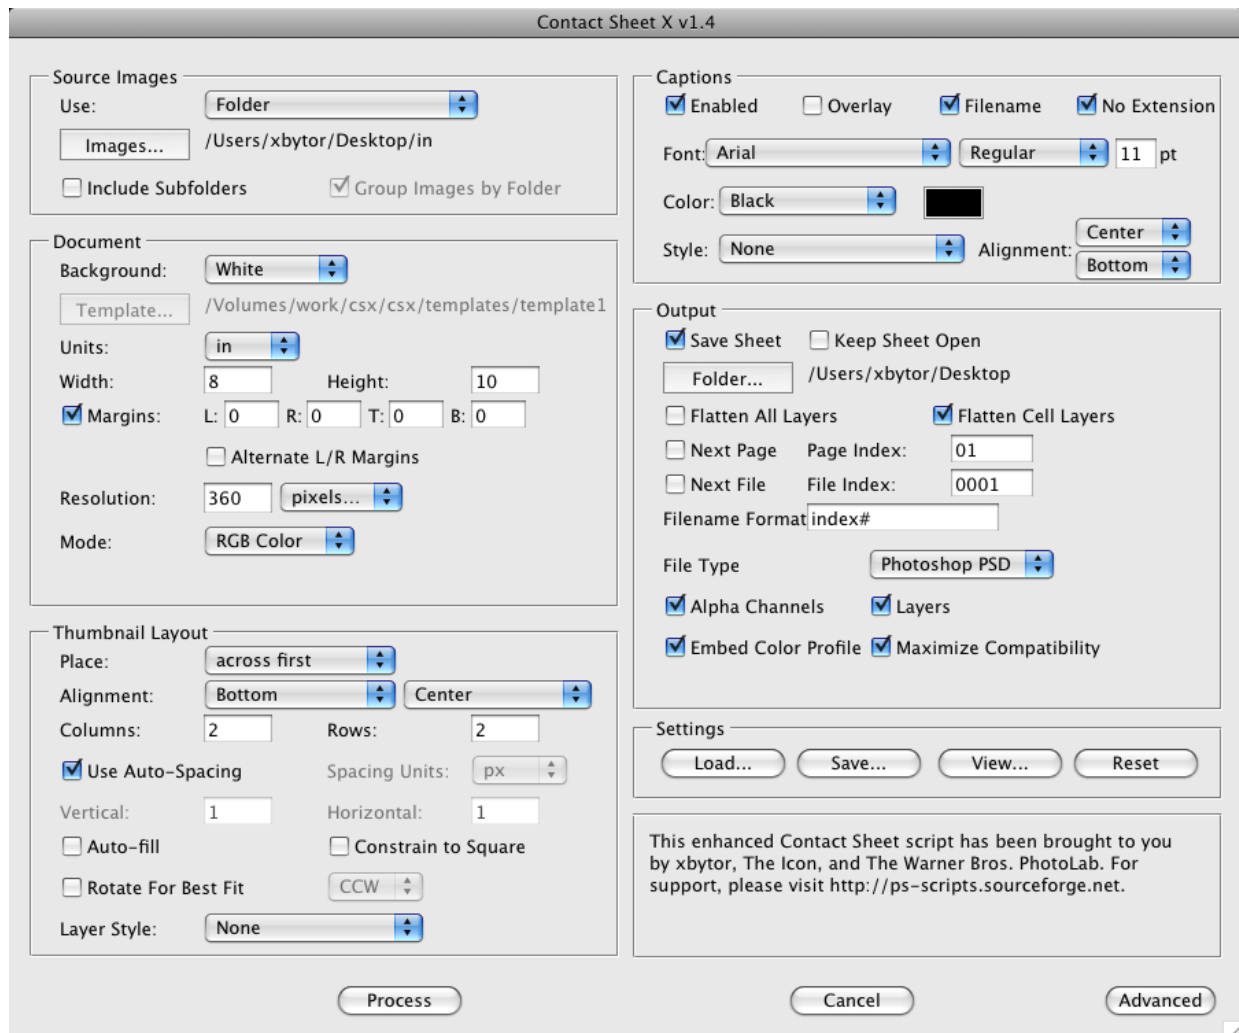 Contact Sheet X v1.4
Source Images
Use: Folder
Images... /Users/xbytor/Desktop/in
Include Subfolders Group Images by Folder
Document
Background: White
Template... /Volumes/work/csx/csx/templates/template1
Units: in
Width: 8 Height: 10
Margins: L: 0 R: 0 T: 0 B: 0
Alternate L/R Margins
Resolution: 360 pixels...
Mode: RGB Color
Thumbnail Layout
Place: across first
Alignment: Bottom Center
Columns: 2 Rows: 2
Use Auto-Spacing Spacing Units: px
Vertical: 1 Horizontal: 1
Auto-fill Constrain to Square
Rotate For Best Fit CCW
Layer Style: None
Captions
Enabled Overlay Filename No Extension
Font: Arial Regular 11 pt
Color: Black
Style: None Alignment: Center
Bottom
Output
Save Sheet Keep Sheet Open
Folder... /Users/xbytor/Desktop
Flatten All Layers Flatten Cell Layers
Next Page Page Index: 01
Next File File Index: 0001
Filename Format index#
File Type Photoshop PSD
Alpha Channels Layers
Embed Color Profile Maximize Compatibility
Settings
Load... Save... View... Reset
This enhanced Contact Sheet script has been brought to you
by xbytor, The Icon, and The Warner Bros. PhotoLab. For
support, please visit http://ps-scripts.sourceforge.net.
Process Cancel Advanced